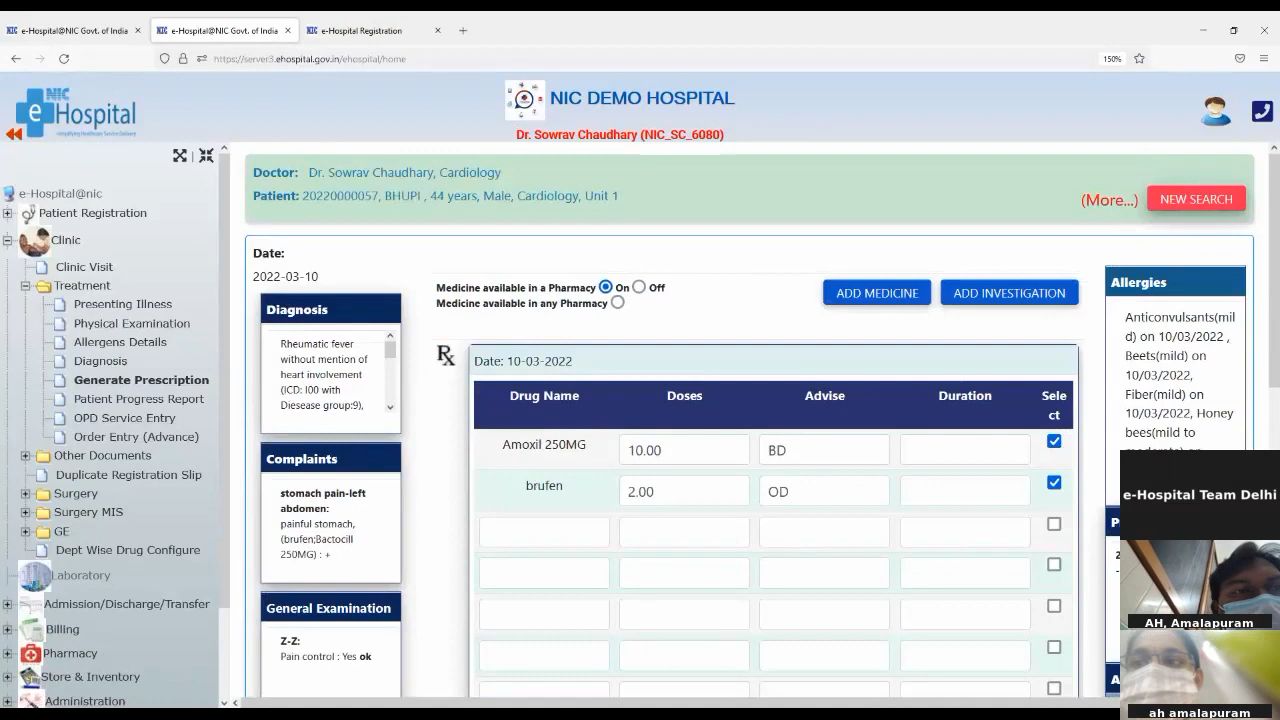 e-Hospital@NIC Govt. of India
e-Hospital@NIC Govt. of India
e-Hospital Registration
https://server3.ehospital.gov.in/ehospital/home
150%
NIC
eHospital
NIC DEMO HOSPITAL
Dr. Sowrav Chaudhary (NIC_SC_6080)
e-Hospital@nic
Patient Registration
Clinic
Clinic Visit
Treatment
Presenting Illness
Physical Examination
Allergens Details
Diagnosis
Generate Prescription
Patient Progress Report
OPD Service Entry
Order Entry (Advance)
Other Documents
Duplicate Registration Slip
Surgery
Surgery MIS
GE
Dept Wise Drug Configure
Laboratory
Admission/Discharge/Transfer
Billing
Pharmacy
Store & Inventory
Administration
Doctor: Dr. Sowrav Chaudhary, Cardiology
Patient: 20220000057, BHUPI , 44 years, Male, Cardiology, Unit 1
(More...)
NEW SEARCH
Date:
2022-03-10
Diagnosis
Rheumatic fever
without mention of
heart involvement
(ICD: I00 with
Diesease group:9),
Complaints
stomach pain-left
abdomen:
painful stomach,
(brufen;Bactocill
250MG) : +
General Examination
Z-Z:
Pain control : Yes ok
Medicine available in a Pharmacy On Off
Medicine available in any Pharmacy
ADD MEDICINE
ADD INVESTIGATION
Rx
Date: 10-03-2022
Drug Name Doses Advise Duration Sele
ct
Amoxil 250MG 10.00 BD
brufen 2.00 OD
Allergies
Anticonvulsants(mil
d) on 10/03/2022 ,
Beets(mild) on
10/03/2022,
Fiber(mild) on
10/03/2022, Honey
bees(mild to
e-Hospital Team Delhi
AH, Amalapuram
ah amalapuram